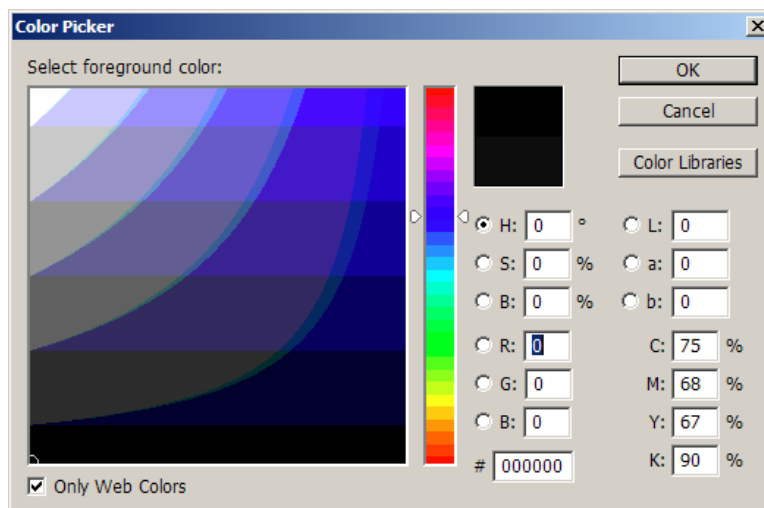 Color Picker
Select foreground color:
OK
Cancel
Color Libraries
H: 0 °
S: 0 %
B: 0 %
R: 0
G: 0
B: 0
# 000000
L: 0
a: 0
b: 0
C: 75 %
M: 68 %
Y: 67 %
K: 90 %
Only Web Colors